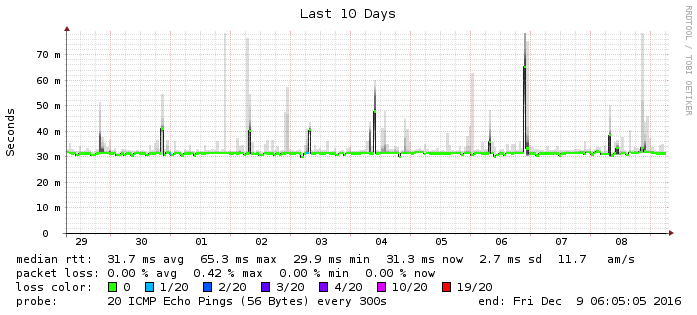 Last 10 Days
RRDTOOL / TOBI OETIKER
Seconds
70 m
60 m
50 m
40 m
30 m
20 m
10 m
0
29 30 01 02 03 04 05 06 07 08
median rtt: 31.7 ms avg 65.3 ms max 29.9 ms min 31.3 ms now 2.7 ms sd 11.7 am/s
packet loss: 0.00 % avg 0.42 % max 0.00 % min 0.00 % now
loss color: 0 1/20 2/20 3/20 4/20 10/20 19/20
probe: 20 ICMP Echo Pings (56 Bytes) every 300s end: Fri Dec 9 06:05:05 2016